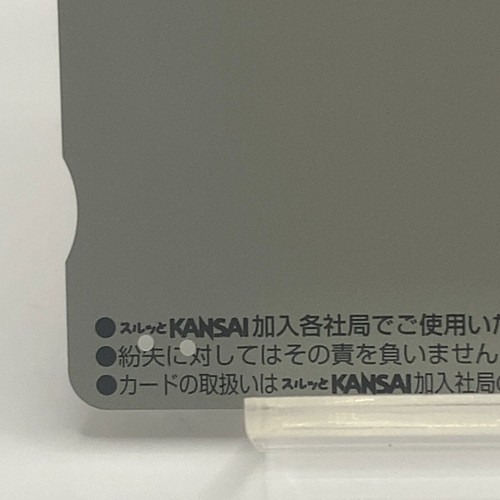 ●スルッとKANSAI加入各社局でご使用いた
●紛失に対してはその責を負いません
●カードの取扱いはスルッとKANSAI加入社局の